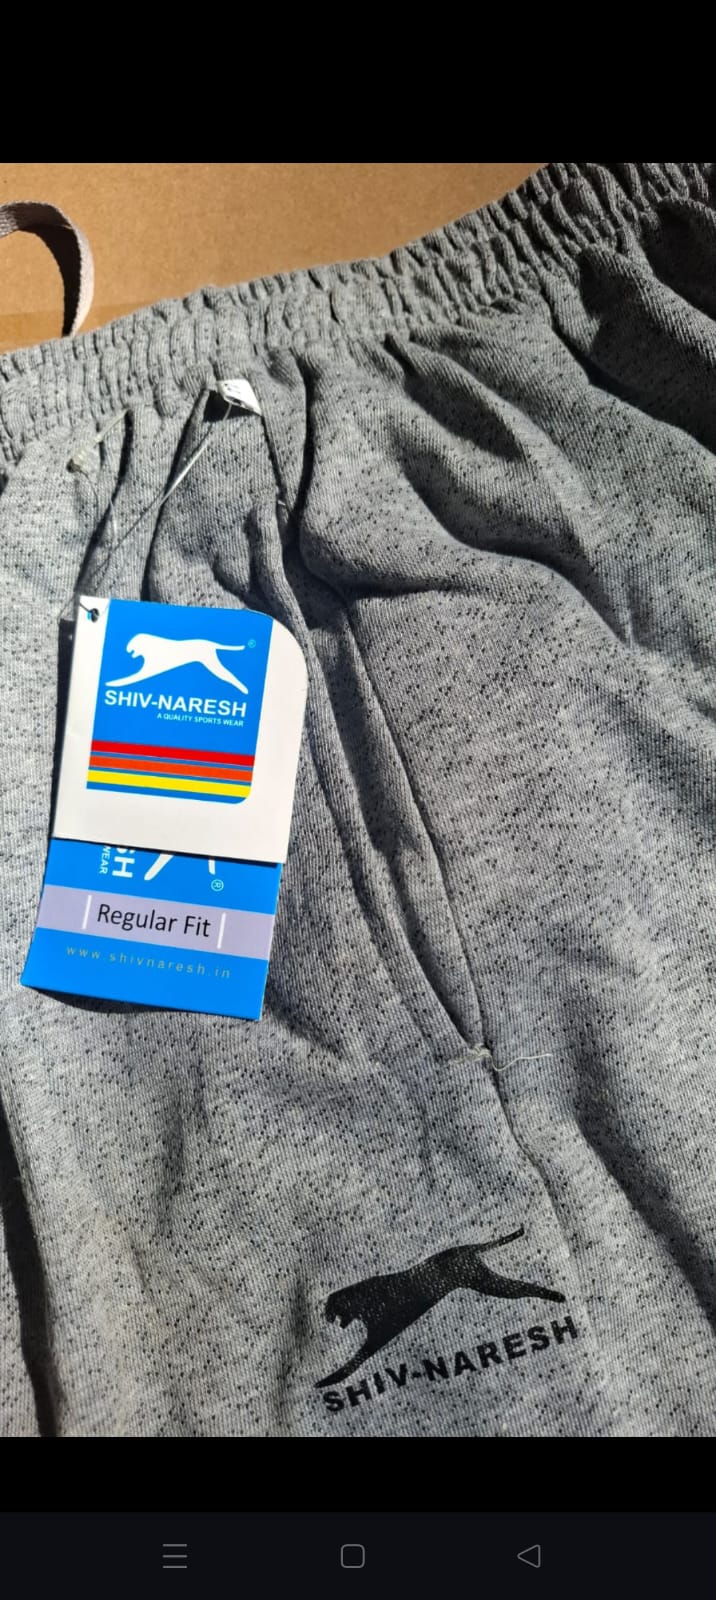 ®
SHIV-NARESH
A QUALITY SPORTS WEAR
®
Regular Fit
www.shivnaresh.in
SHIV-NARESH